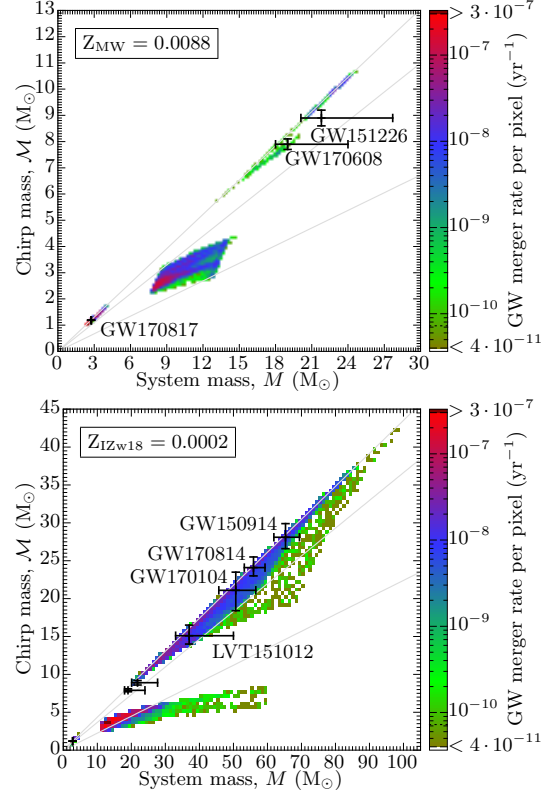 13
12
11
10
9
8
7
6
5
4
3
2
1
0
Chirp mass, ℳ (M⊙)
Z_MW = 0.0088
GW151226
GW170608
GW170817
0 3 6 9 12 15 18 21 24 27 30
System mass, M (M⊙)
> 3·10⁻⁷
10⁻⁷
10⁻⁸
10⁻⁹
10⁻¹⁰
< 4·10⁻¹¹
GW merger rate per pixel (yr⁻¹)
45
40
35
30
25
20
15
10
5
0
Chirp mass, ℳ (M⊙)
Z_IZw18 = 0.0002
GW150914
GW170814
GW170104
LVT151012
0 10 20 30 40 50 60 70 80 90 100
System mass, M (M⊙)
> 3·10⁻⁷
10⁻⁷
10⁻⁸
10⁻⁹
10⁻¹⁰
< 4·10⁻¹¹
GW merger rate per pixel (yr⁻¹)